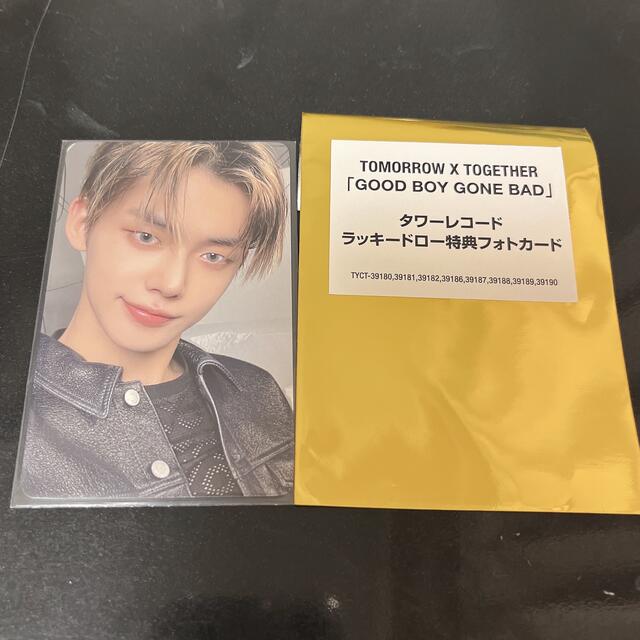 TOMORROW X TOGETHER
「GOOD BOY GONE BAD」
タワーレコード
ラッキードロー特典フォトカード
TYCT-39180,39181,39182,39186,39187,39188,39189,39190